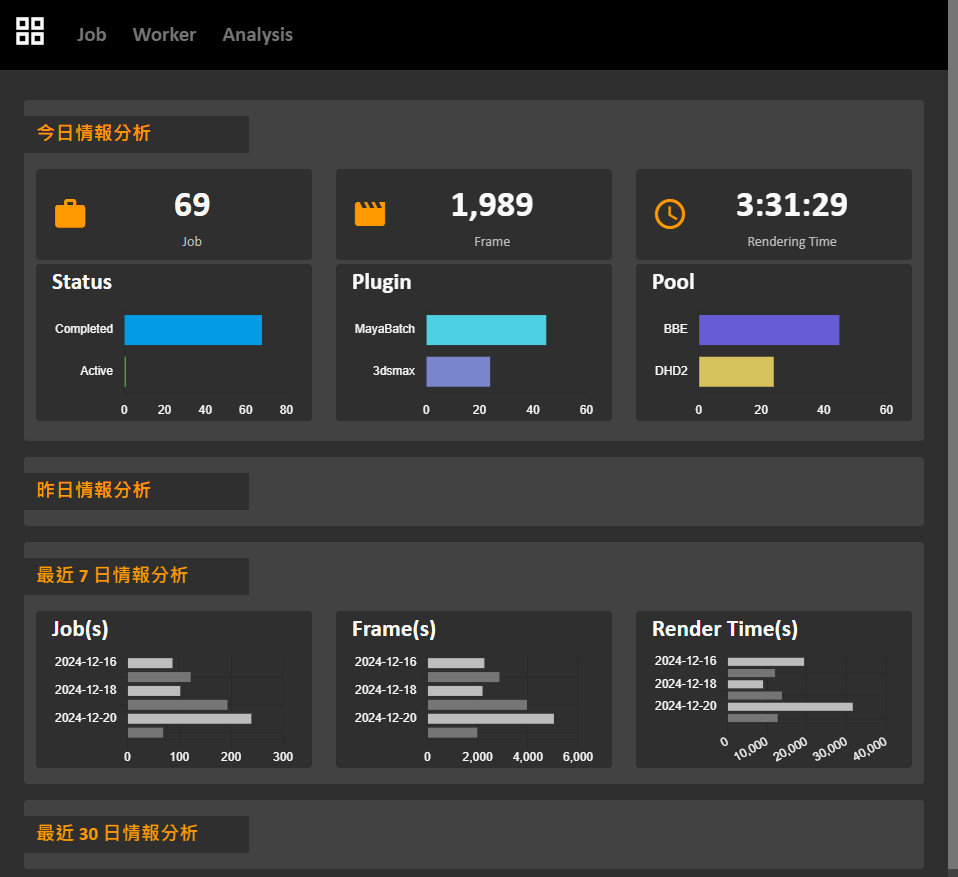 Job Worker Analysis
今日情報分析
69
Job
1,989
Frame
3:31:29
Rendering Time
Status
Completed
Active
0 20 40 60 80
Plugin
MayaBatch
3dsmax
0 20 40 60
Pool
BBE
DHD2
0 20 40 60
昨日情報分析
最近 7 日情報分析
Job(s)
2024-12-16
2024-12-18
2024-12-20
0 100 200 300
Frame(s)
2024-12-16
2024-12-18
2024-12-20
0 2,000 4,000 6,000
Render Time(s)
2024-12-16
2024-12-18
2024-12-20
0 10,000 20,000 30,000 40,000
最近 30 日情報分析